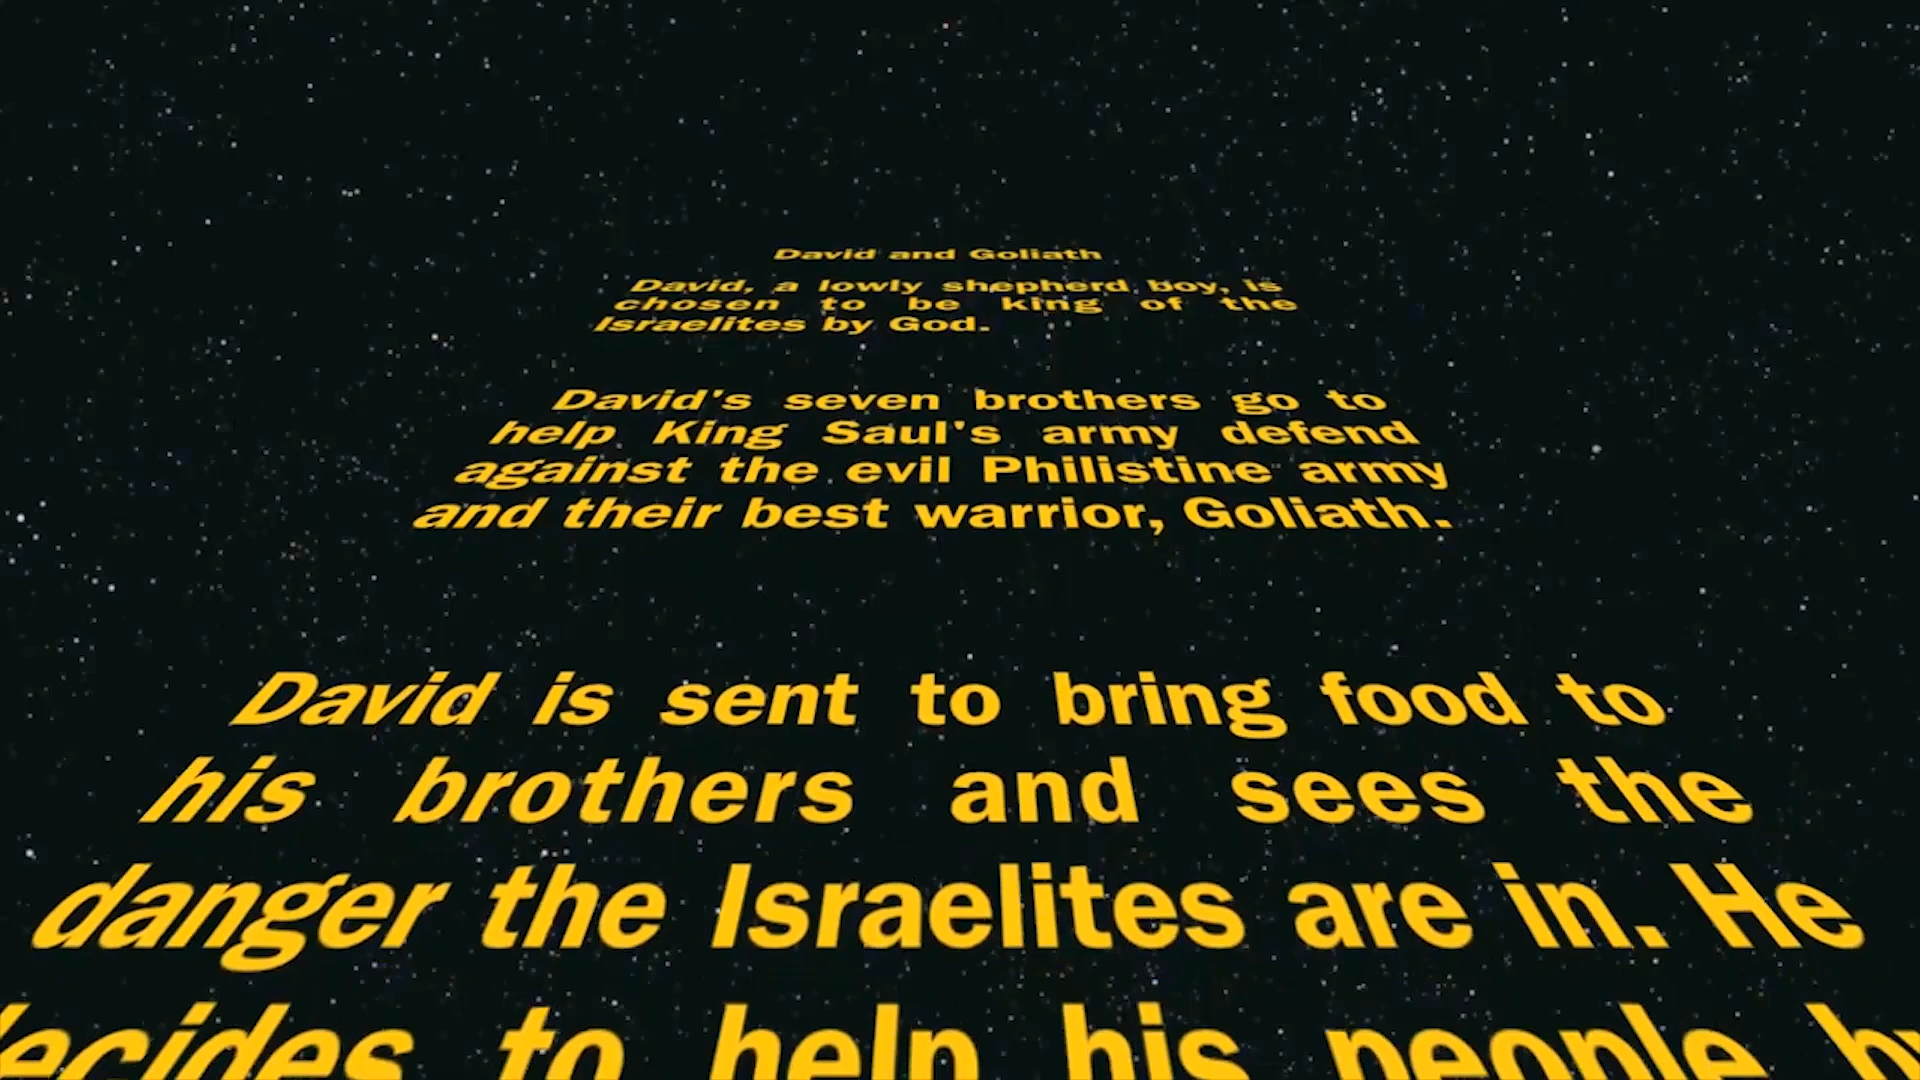 David and Goliath
David, a lowly shepherd boy, is
chosen to be king of the
Israelites by God.
David's seven brothers go to
help King Saul's army defend
against the evil Philistine army
and their best warrior, Goliath.
David is sent to bring food to
his brothers and sees the
danger the Israelites are in. He
decides to help his people